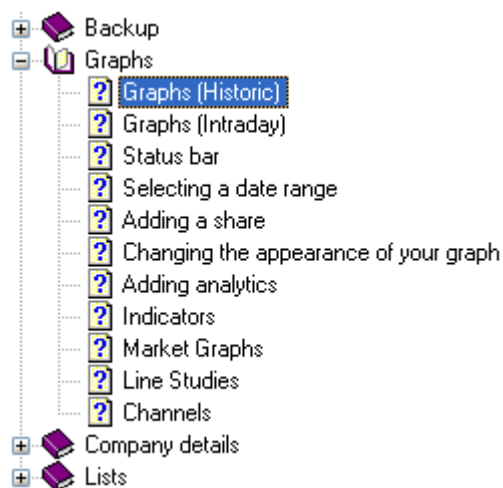 Backup
Graphs
Graphs (Historic)
Graphs (Intraday)
Status bar
Selecting a date range
Adding a share
Changing the appearance of your graph
Adding analytics
Indicators
Market Graphs
Line Studies
Channels
Company details
Lists